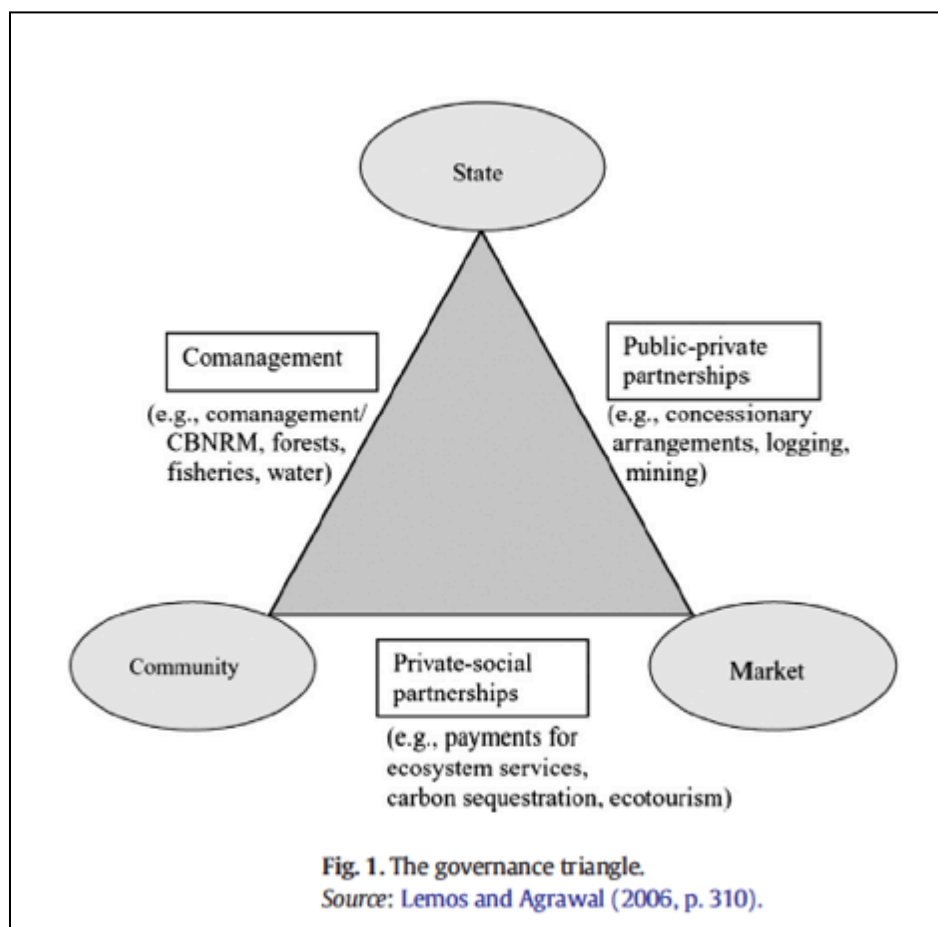 State
Comanagement
(e.g., comanagement/
CBNRM, forests,
fisheries, water)
Public-private
partnerships
(e.g., concessionary
arrangements, logging,
mining)
Community
Private-social
partnerships
(e.g., payments for
ecosystem services,
carbon sequestration, ecotourism)
Market
Fig. 1. The governance triangle.
Source: Lemos and Agrawal (2006, p. 310).